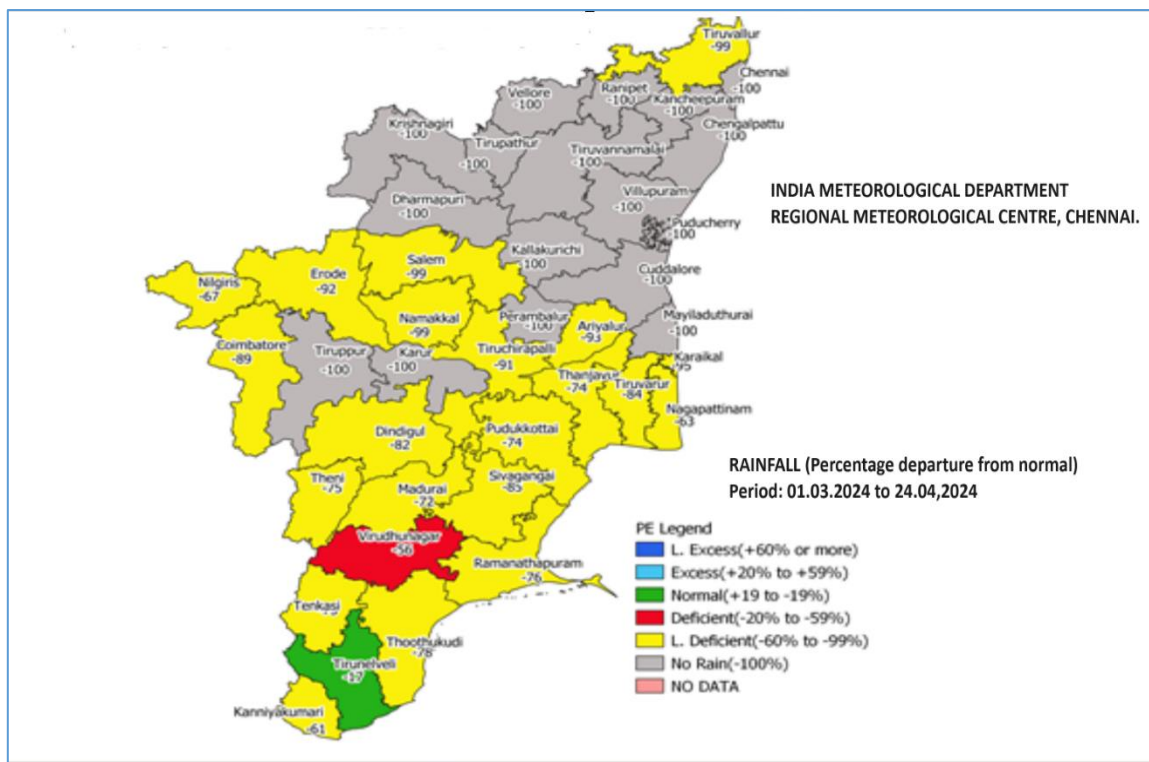 Tiruvallur
-99
Chennai
-100
Vellore
-100
Ranipet
-100
Kancheepuram
-100
Chengalpattu
-100
Krishnagiri
-100
Tirupathur
-100
Tiruvannamalai
-100
Villupuram
-100
Dharmapuri
-100
Puducherry
-100
INDIA METEOROLOGICAL DEPARTMENT
REGIONAL METEOROLOGICAL CENTRE, CHENNAI.
Kallakurichi
-100
Cuddalore
-100
Salem
-99
Erode
-92
Nilgiris
-67
Namakkal
-99
Perambalur
-100
Ariyalur
-93
Mayiladuthurai
-100
Coimbatore
-89
Tiruppur
-100
Karur
-100
Tiruchirapalli
-91
Karaikal
-95
Thanjavur
-74
Tiruvarur
-84
Nagapattinam
-63
Dindigul
-82
Pudukkottai
-74
Theni
-75
Madurai
-72
Sivagangai
-85
RAINFALL (Percentage departure from normal)
Period: 01.03.2024 to 24.04,2024
Virudhunagar
-56
Ramanathapuram
-76
Tenkasi
Thoothukudi
-78
Tirunelveli
-17
Kanniyakumari
-61
PE Legend
L. Excess(+60% or more)
Excess(+20% to +59%)
Normal(+19 to -19%)
Deficient(-20% to -59%)
L. Deficient(-60% to -99%)
No Rain(-100%)
NO DATA